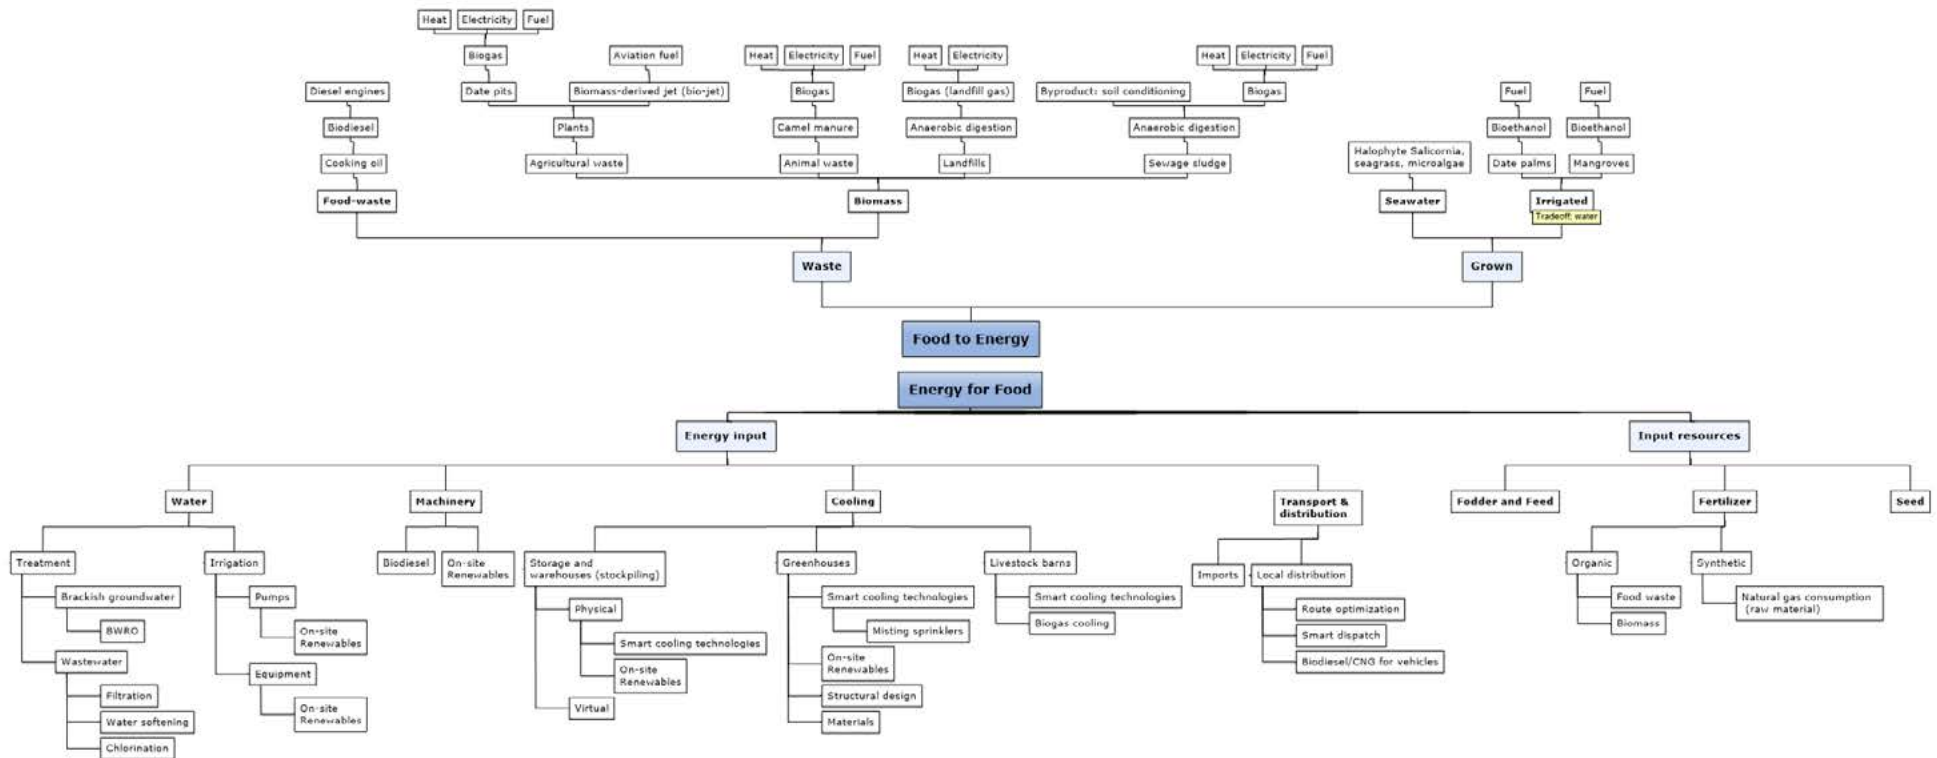 Heat Electricity Fuel
Biogas Aviation fuel Heat Electricity Fuel Heat Electricity Heat Electricity Fuel
Diesel engines Date pits Biomass-derived jet (bio-jet) Biogas Biogas (landfill gas) Byproduct: soil conditioning Biogas Fuel Fuel
Biodiesel Plants Camel manure Anaerobic digestion Anaerobic digestion Bioethanol Bioethanol
Halophyte Salicornia,
seagrass, microalgae
Cooking oil Agricultural waste Animal waste Landfills Sewage sludge Date palms Mangroves
Food-waste Biomass Seawater Irrigated
Tradeoff: water
Waste Grown
Food to Energy
Energy for Food
Energy input Input resources
Water Machinery Cooling Transport &
distribution
Fodder and Feed Fertilizer Seed
Treatment Irrigation Biodiesel On-site
Renewables
Storage and
warehouses (stockpiling)
Greenhouses Livestock barns Imports Local distribution Organic Synthetic
Brackish groundwater
BWRO
Wastewater
Filtration
Water softening
Chlorination
Pumps
On-site
Renewables
Equipment
On-site
Renewables
Physical
Smart cooling technologies
On-site
Renewables
Virtual
Smart cooling technologies
Misting sprinklers
On-site
Renewables
Structural design
Materials
Smart cooling technologies
Biogas cooling
Route optimization
Smart dispatch
Biodiesel/CNG for vehicles
Food waste
Biomass
Natural gas consumption
(raw material)